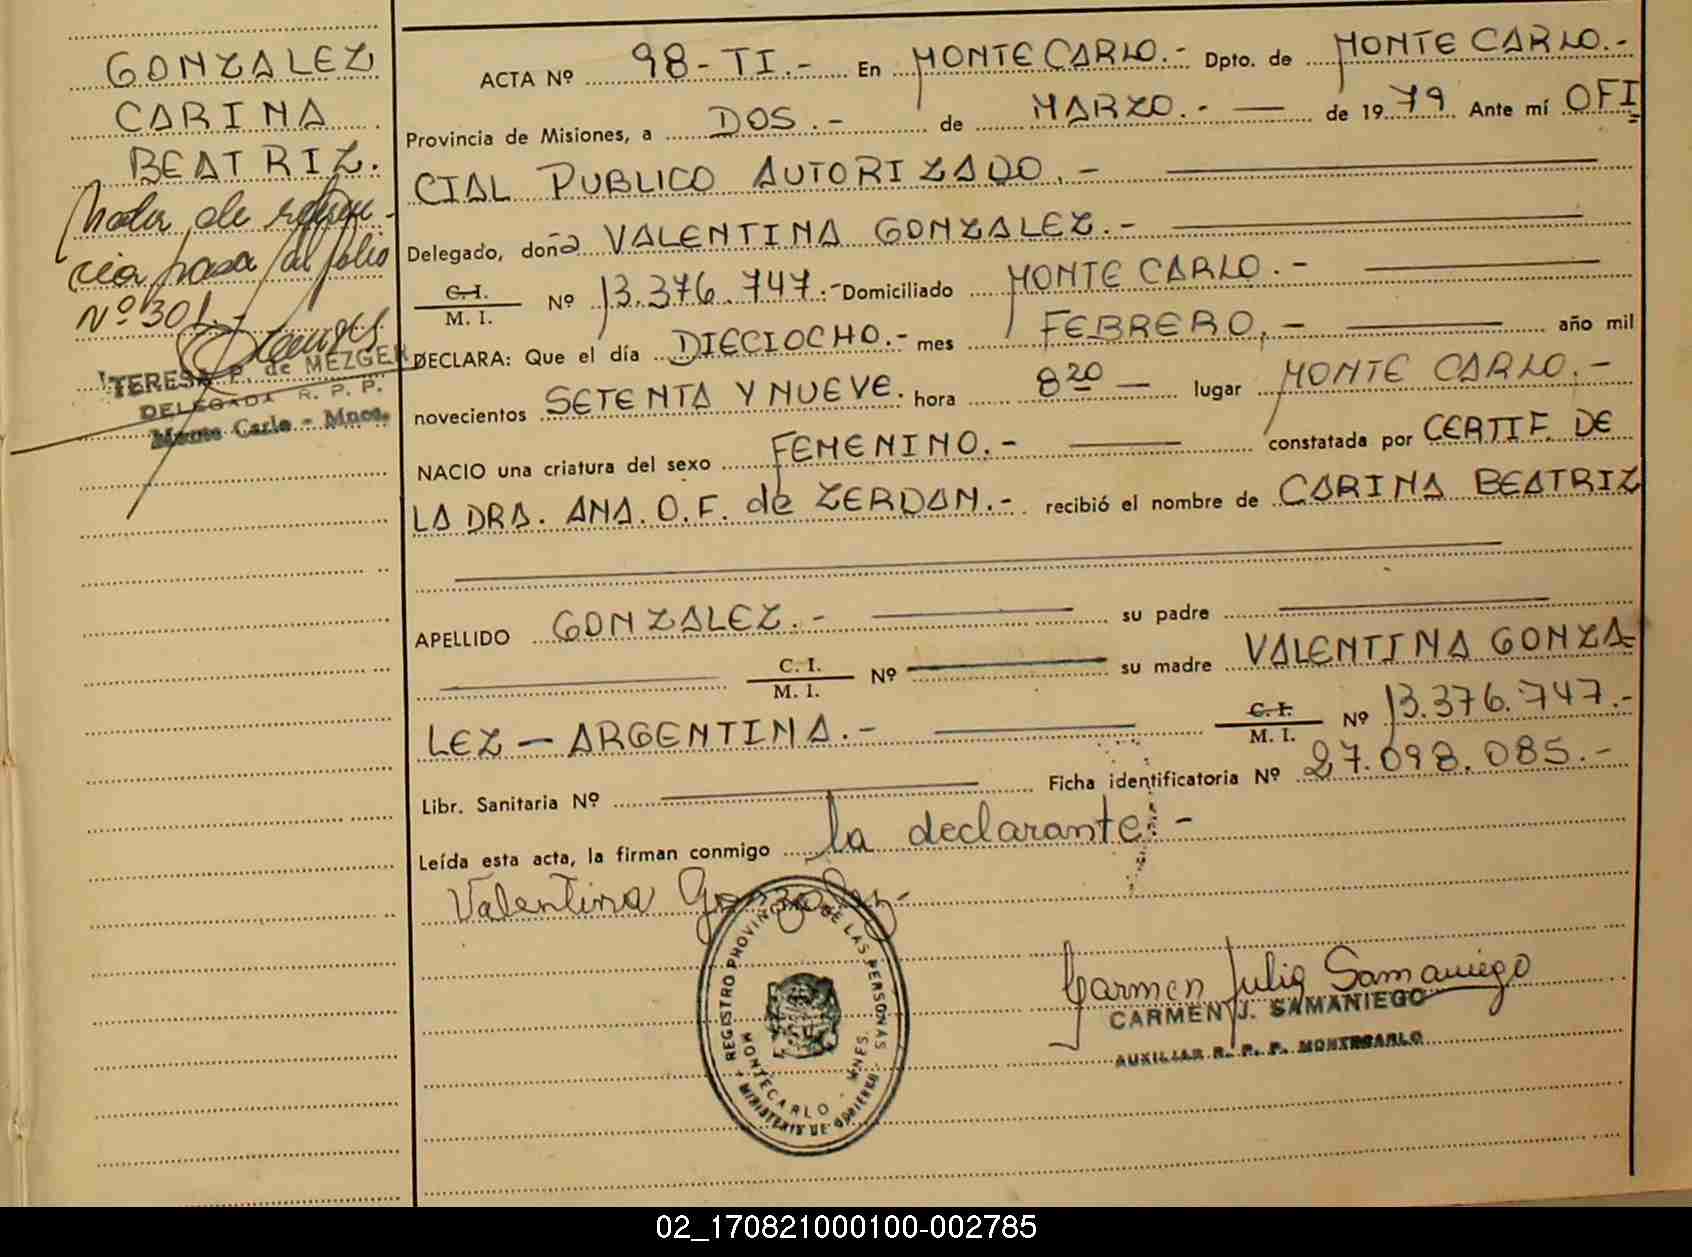 GONZALEZ
CARINA
BEATRIZ.
Nota de referen-
cia pasa al folio
Nº 301.-
TERESA P. de MEZGER
DELEGADA R. P. P.
Monte Carlo - Mnes.
ACTA Nº 98-TI.- En MONTE CARLO.- Dpto. de MONTE CARLO.-
Provincia de Misiones, a DOS.- de MARZO.- de 1979 Ante mí OFI
CIAL PUBLICO AUTORIZADO.-
Delegado, doña VALENTINA GONZALEZ.-
C.I. / M. I. Nº 13.376.747.- Domiciliado MONTE CARLO.-
DECLARA: Que el día DIECIOCHO.- mes FEBRERO.- año mil
novecientos SETENTA Y NUEVE. hora 8 20 lugar MONTE CARLO.-
NACIO una criatura del sexo FEMENINO.- constatada por CERTIF. DE
LA DRA. ANA. O. F. de ZERDAN.- recibió el nombre de CARINA BEATRIZ
APELLIDO GONZALEZ.- su padre
C. I. / M. I. Nº su madre VALENTINA GONZA-
LEZ - ARGENTINA.- C. I. / M. I. Nº 13.376.747.-
Libr. Sanitaria Nº Ficha identificatoria Nº 27.098.085.-
Leída esta acta, la firman conmigo la declarante.-
Valentina Gonzalez-
REGISTRO PROVINCIAL DE LAS PERSONAS
MONTECARLO - MNES.
MINISTERIO DE GOBIERNO
Carmen Julia Samaniego
CARMEN J. SAMANIEGO
AUXILIAR R. P. P. MONTECARLO
02_170821000100-002785